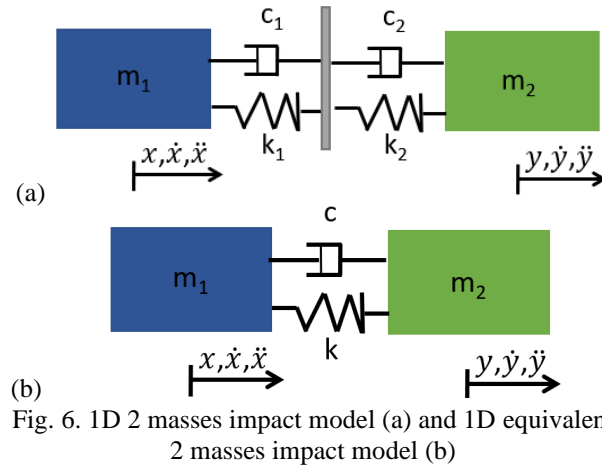 c₁ c₂
m₁ m₂
k₁ k₂
x,ẋ,ẍ y,ẏ,ÿ
(a)
c
m₁ m₂
k
x,ẋ,ẍ y,ẏ,ÿ
(b)
Fig. 6. 1D 2 masses impact model (a) and 1D equivalen
2 masses impact model (b)